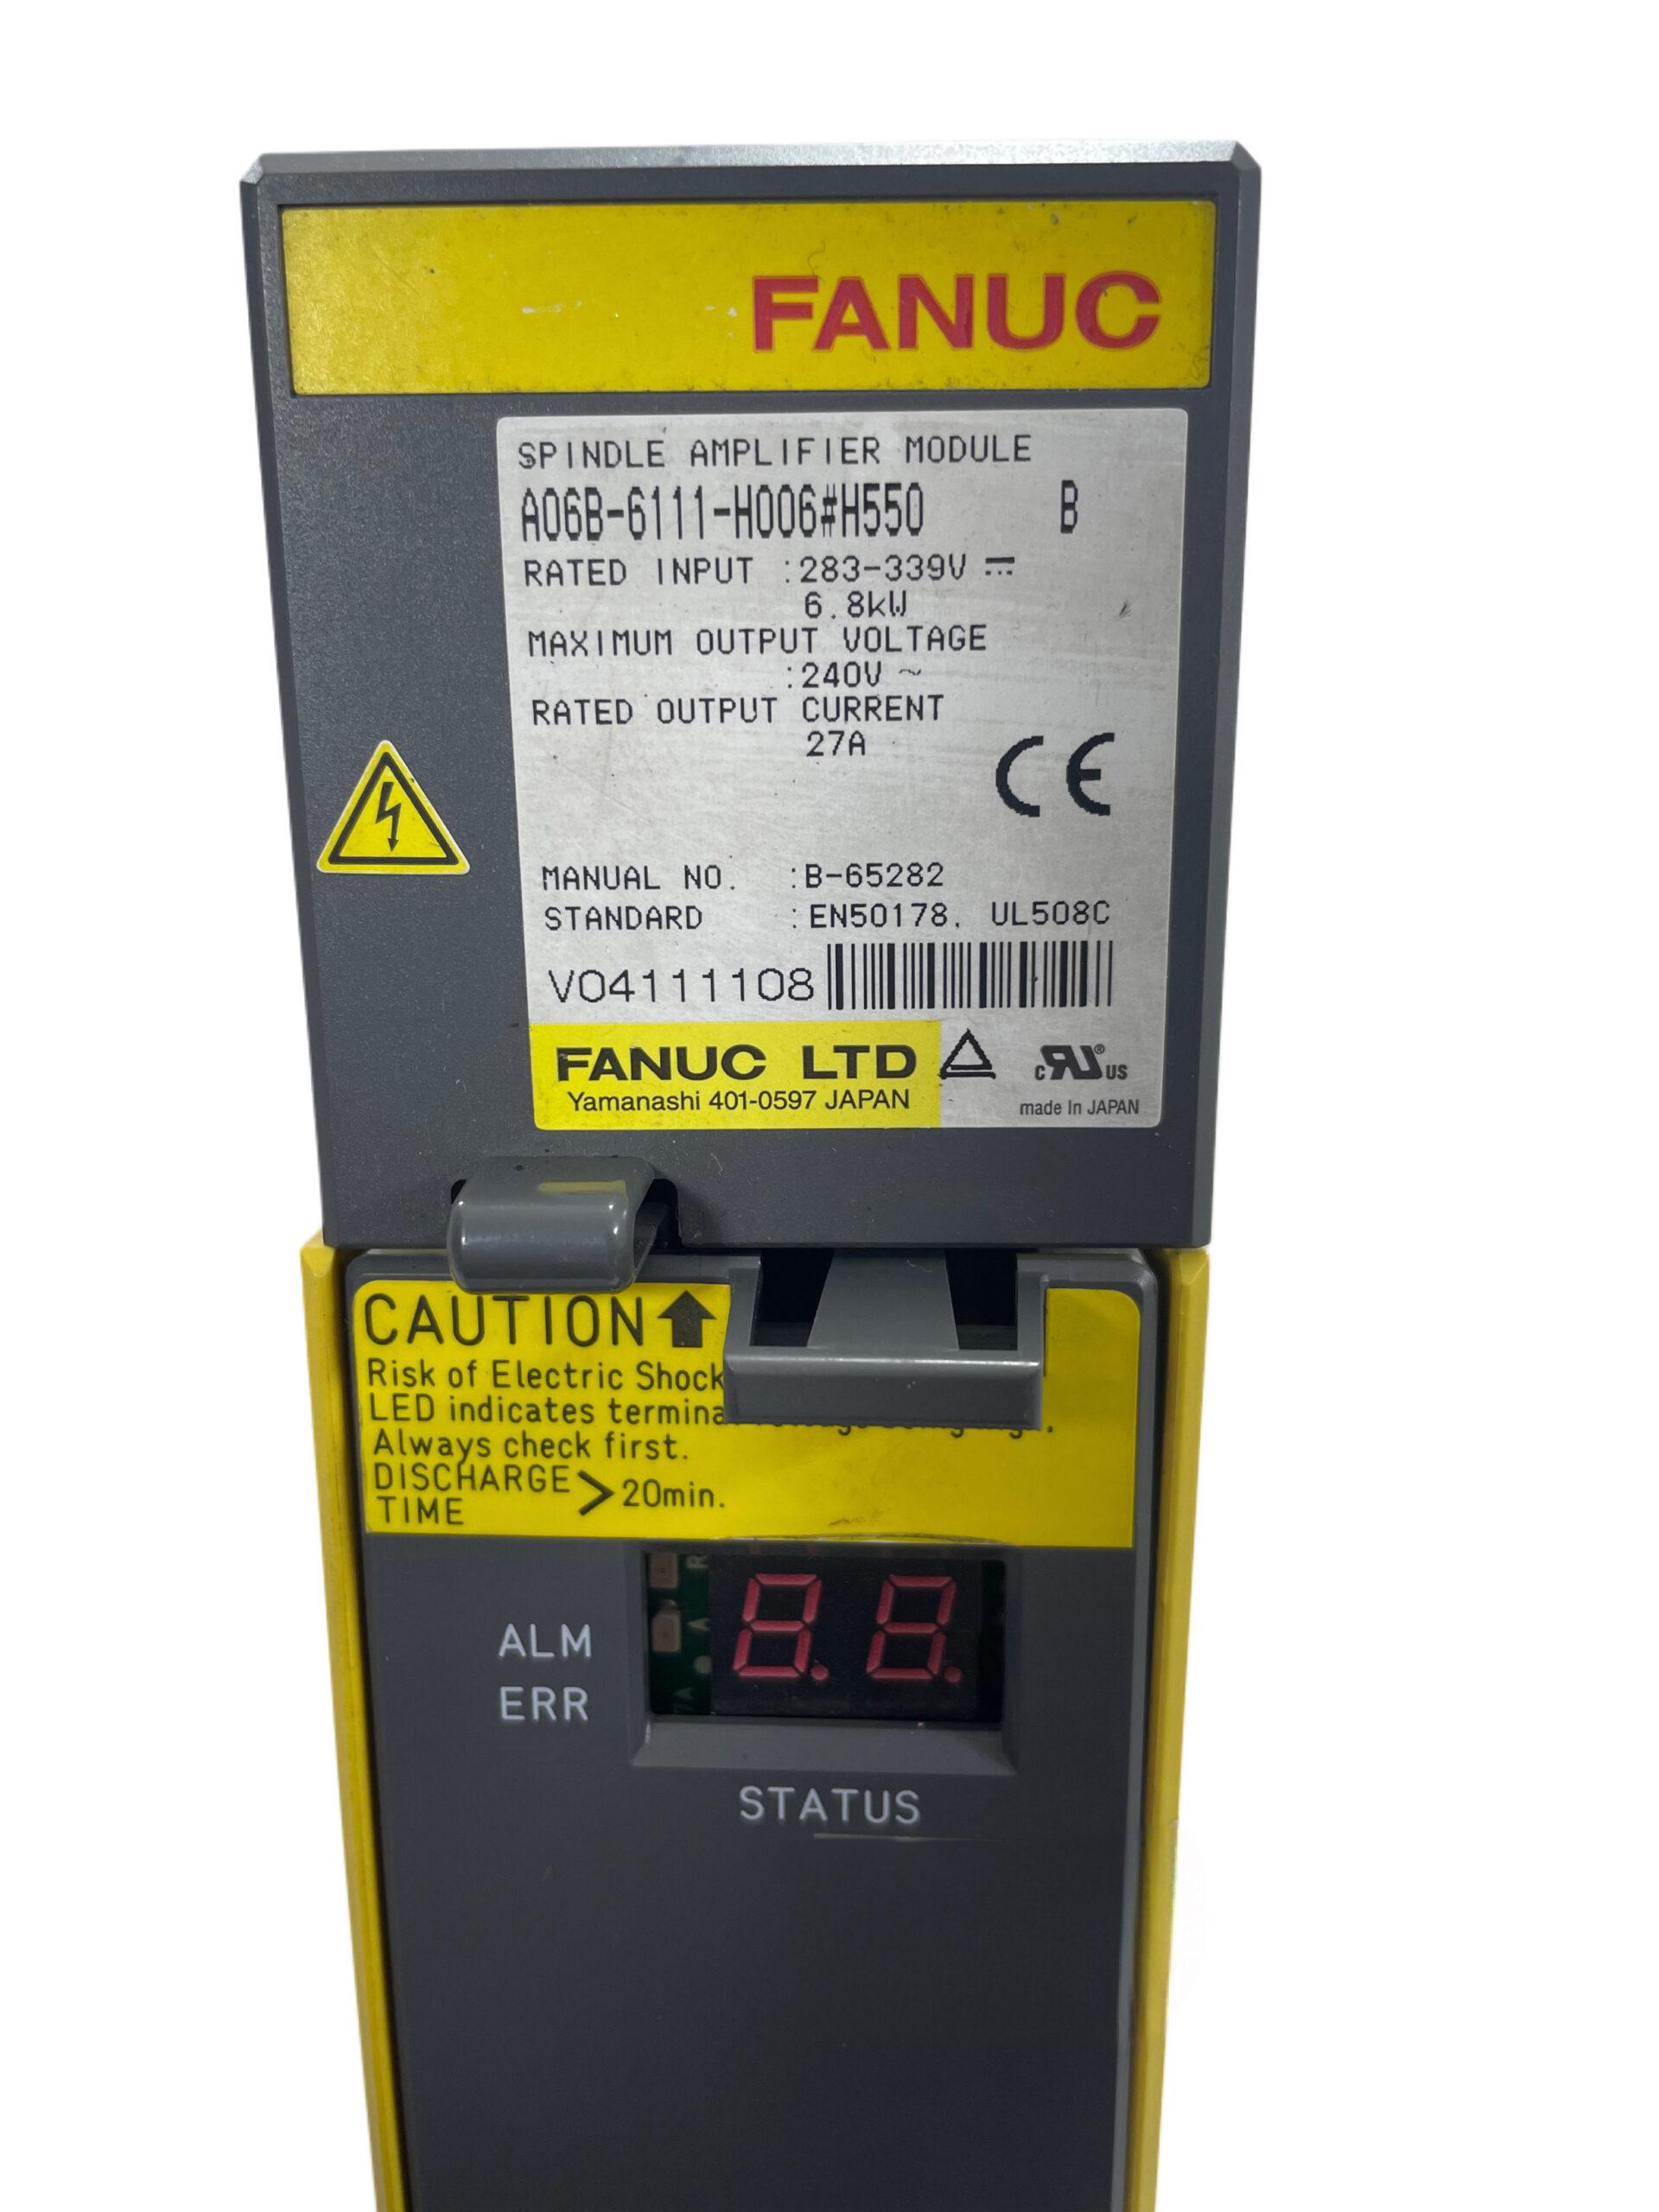 FANUC
SPINDLE AMPLIFIER MODULE
A06B-6111-H006#H550 B
RATED INPUT :283-339V ⎓
6.8kW
MAXIMUM OUTPUT VOLTAGE
:240V ~
RATED OUTPUT CURRENT
27A
CE
MANUAL NO. :B-65282
STANDARD :EN50178, UL508C
V04111108
FANUC LTD
Yamanashi 401-0597 JAPAN
c RU ® US
made In JAPAN
CAUTION ↑
Risk of Electric Shock
LED indicates
Always check first.
DISCHARGE
TIME > 20min.
8.8.
ALM
ERR
STATUS